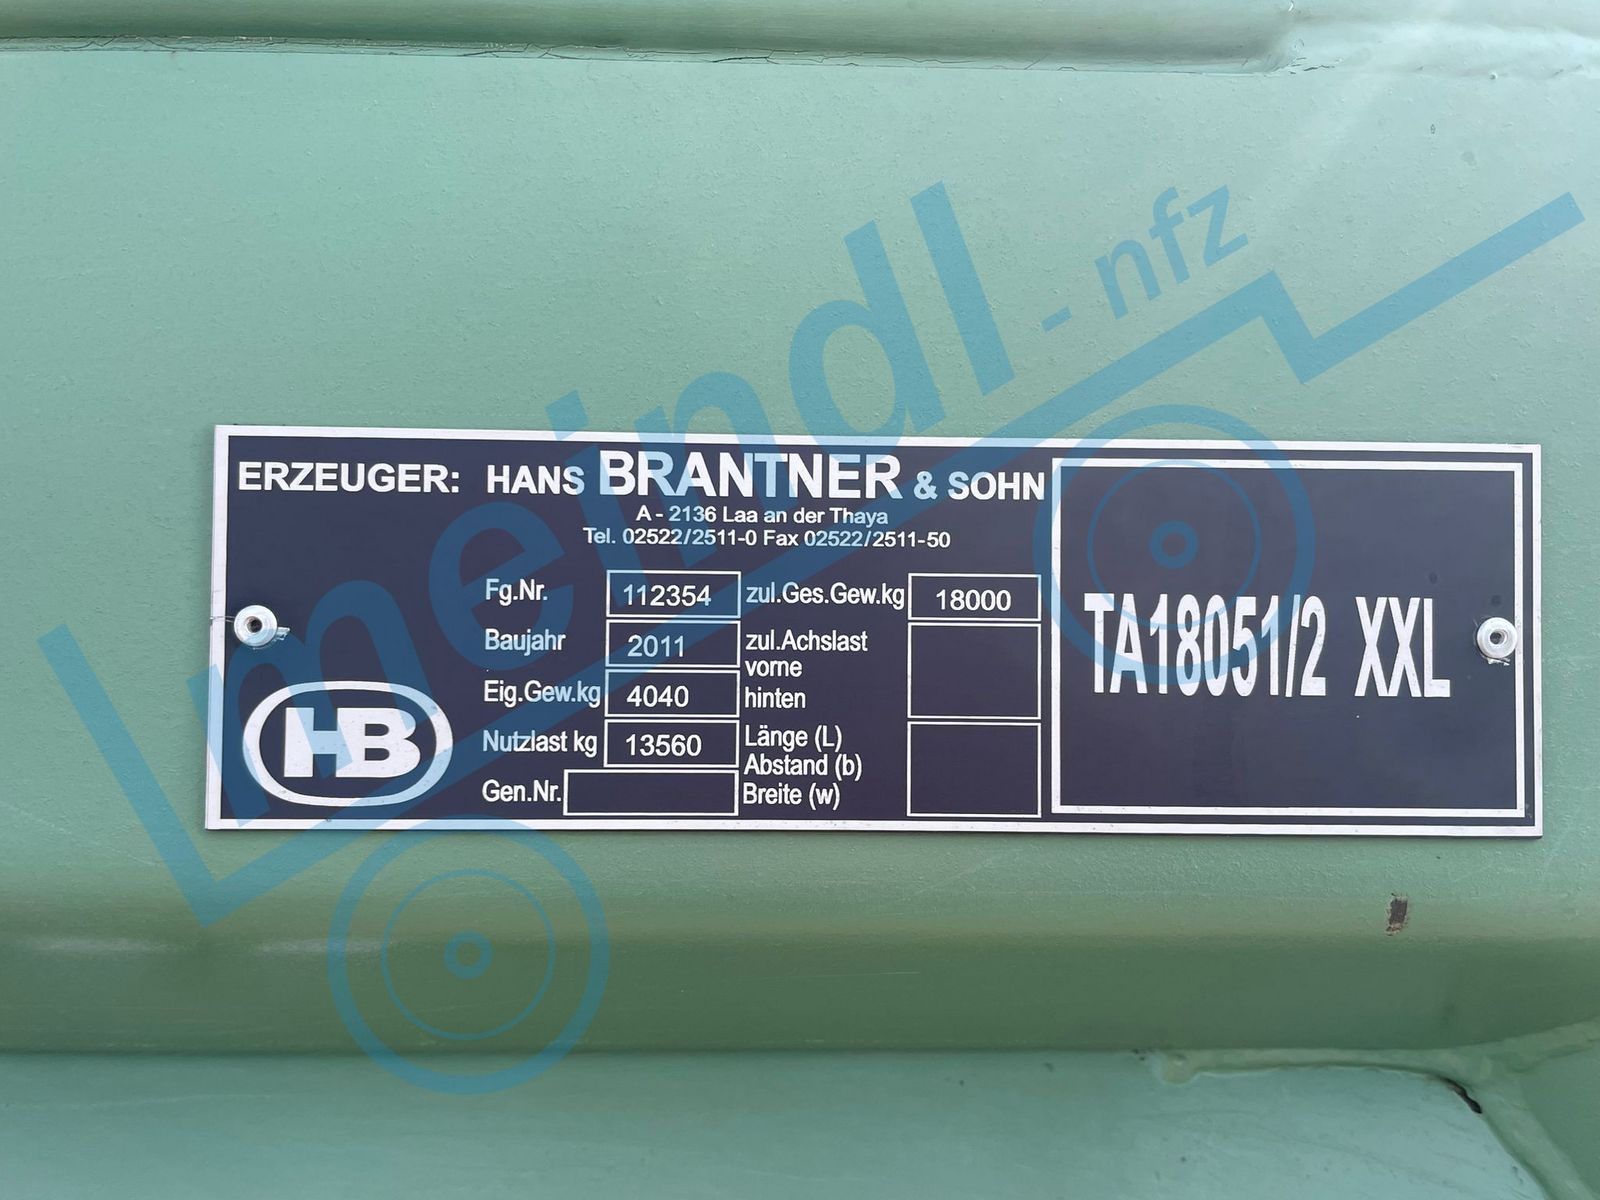 lmeindl-nfz
ERZEUGER: HANS BRANTNER & SOHN
A - 2136 Laa an der Thaya
Tel. 02522/2511-0 Fax 02522/2511-50
Fg.Nr. 112354 zul.Ges.Gew.kg 18000
Baujahr 2011 zul.Achslast
vorne
Eig.Gew.kg 4040 hinten
Nutzlast kg 13560 Länge (L)
Abstand (b)
Gen.Nr. Breite (w)
TA18051/2 XXL
HB